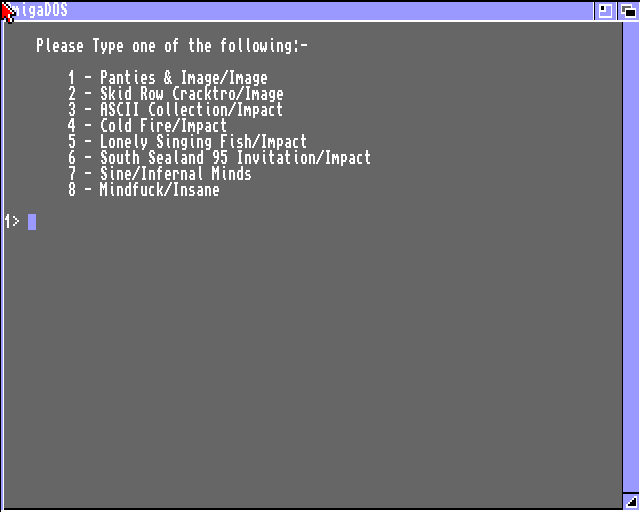 AmigaDOS
Please Type one of the following:-
1 - Panties & Image/Image
2 - Skid Row Cracktro/Image
3 - ASCII Collection/Impact
4 - Cold Fire/Impact
5 - Lonely Singing Fish/Impact
6 - South Sealand 95 Invitation/Impact
7 - Sine/Infernal Minds
8 - Mindfuck/Insane
1>